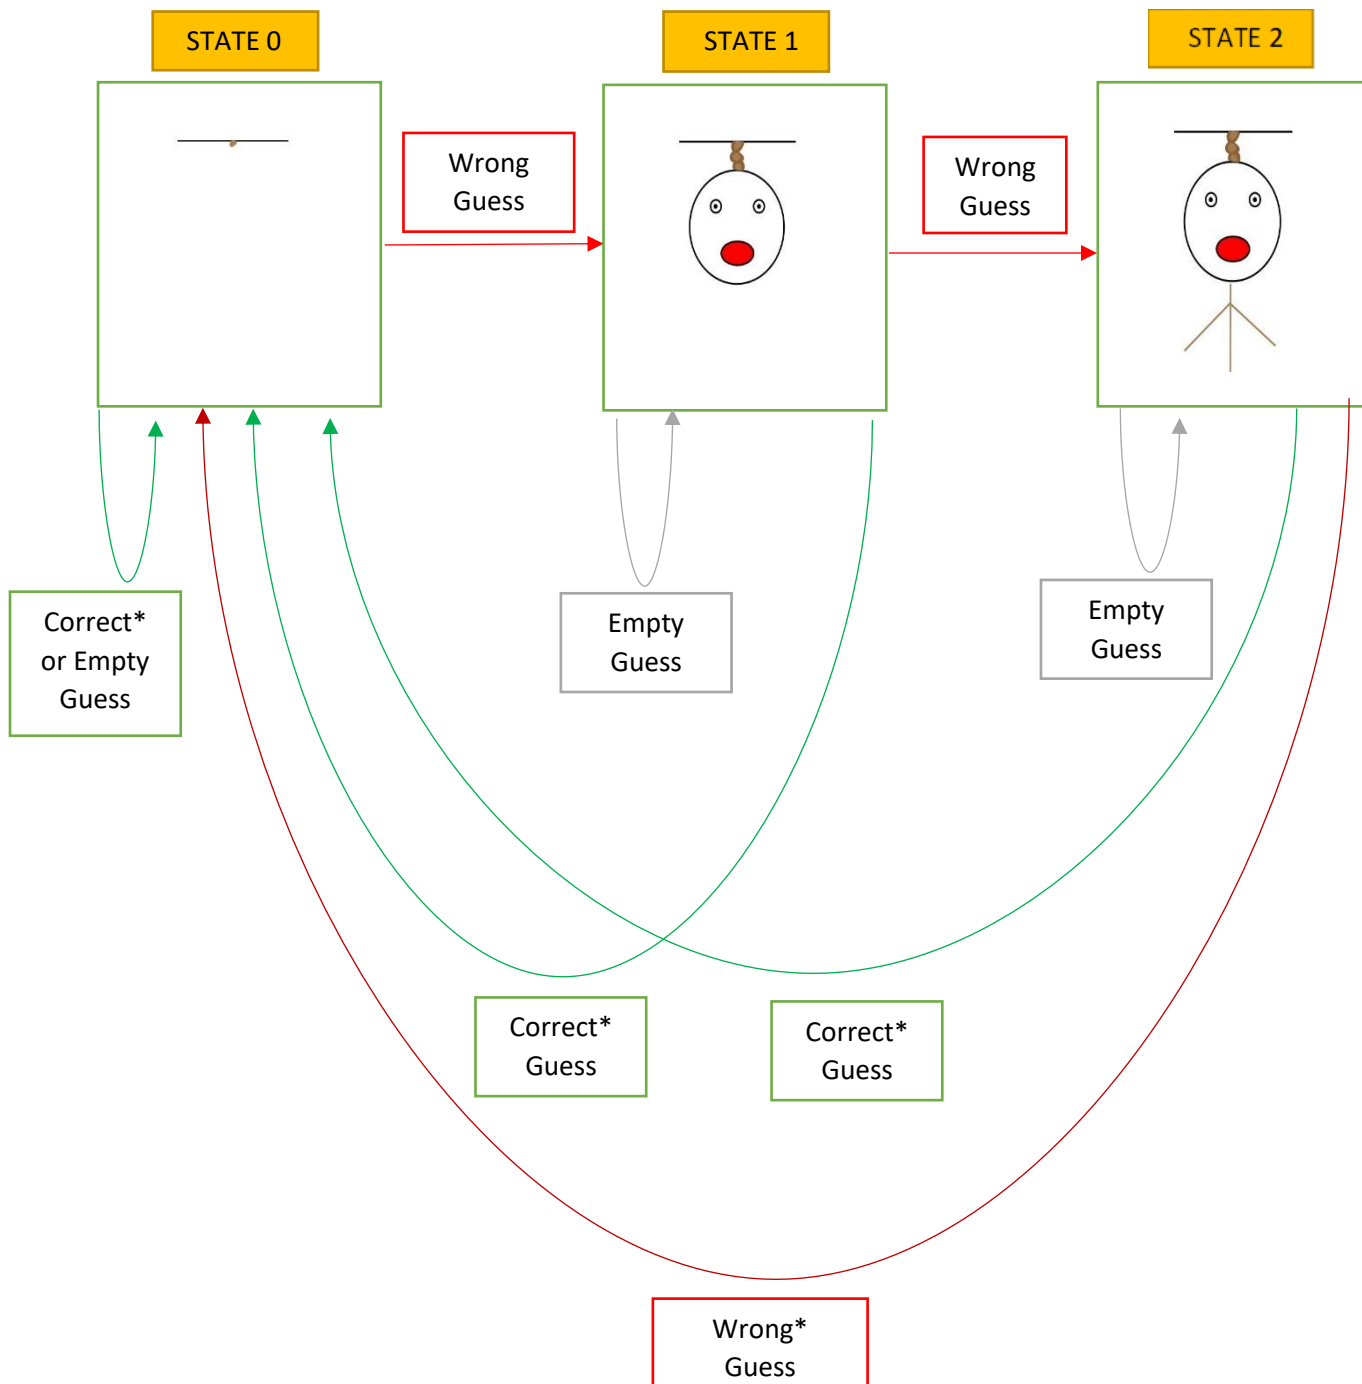 STATE 0
STATE 1
STATE 2
Wrong
Guess
Wrong
Guess
Correct*
or Empty
Guess
Empty
Guess
Empty
Guess
Correct*
Guess
Correct*
Guess
Wrong*
Guess